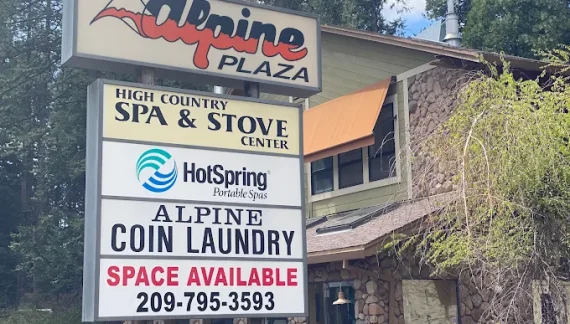 Alpine
PLAZA
HIGH COUNTRY
SPA & STOVE
CENTER
HotSpring
Portable Spas
ALPINE
COIN LAUNDRY
SPACE AVAILABLE
209-795-3593